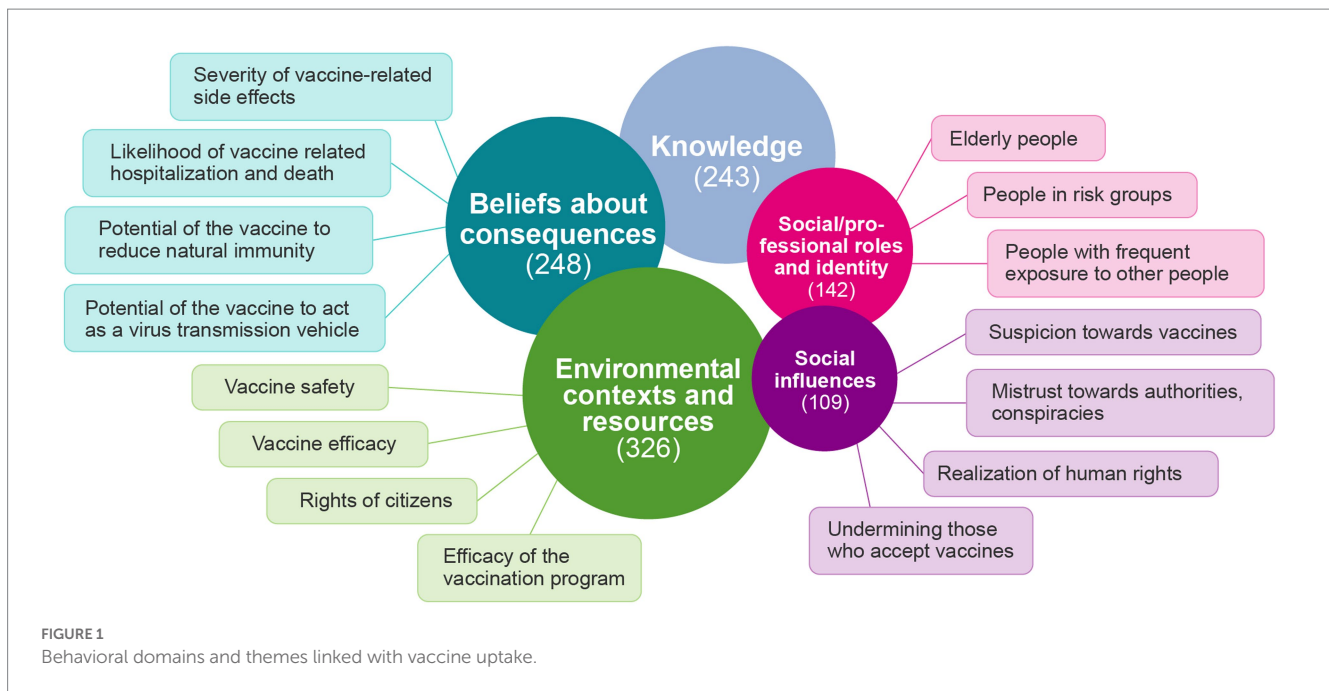 Severity of vaccine-related
side effects
Likelihood of vaccine related
hospitalization and death
Potential of the vaccine to
reduce natural immunity
Potential of the vaccine to act
as a virus transmission vehicle
Beliefs about
consequences
(248)
Knowledge
(243)
Social/pro-
fessional roles
and identity
(142)
Elderly people
People in risk groups
People with frequent
exposure to other people
Environmental
contexts and
resources
(326)
Vaccine safety
Vaccine efficacy
Rights of citizens
Efficacy of the
vaccination program
Social
influences
(109)
Suspicion towards vaccines
Mistrust towards authorities,
conspiracies
Realization of human rights
Undermining those
who accept vaccines
FIGURE 1
Behavioral domains and themes linked with vaccine uptake.